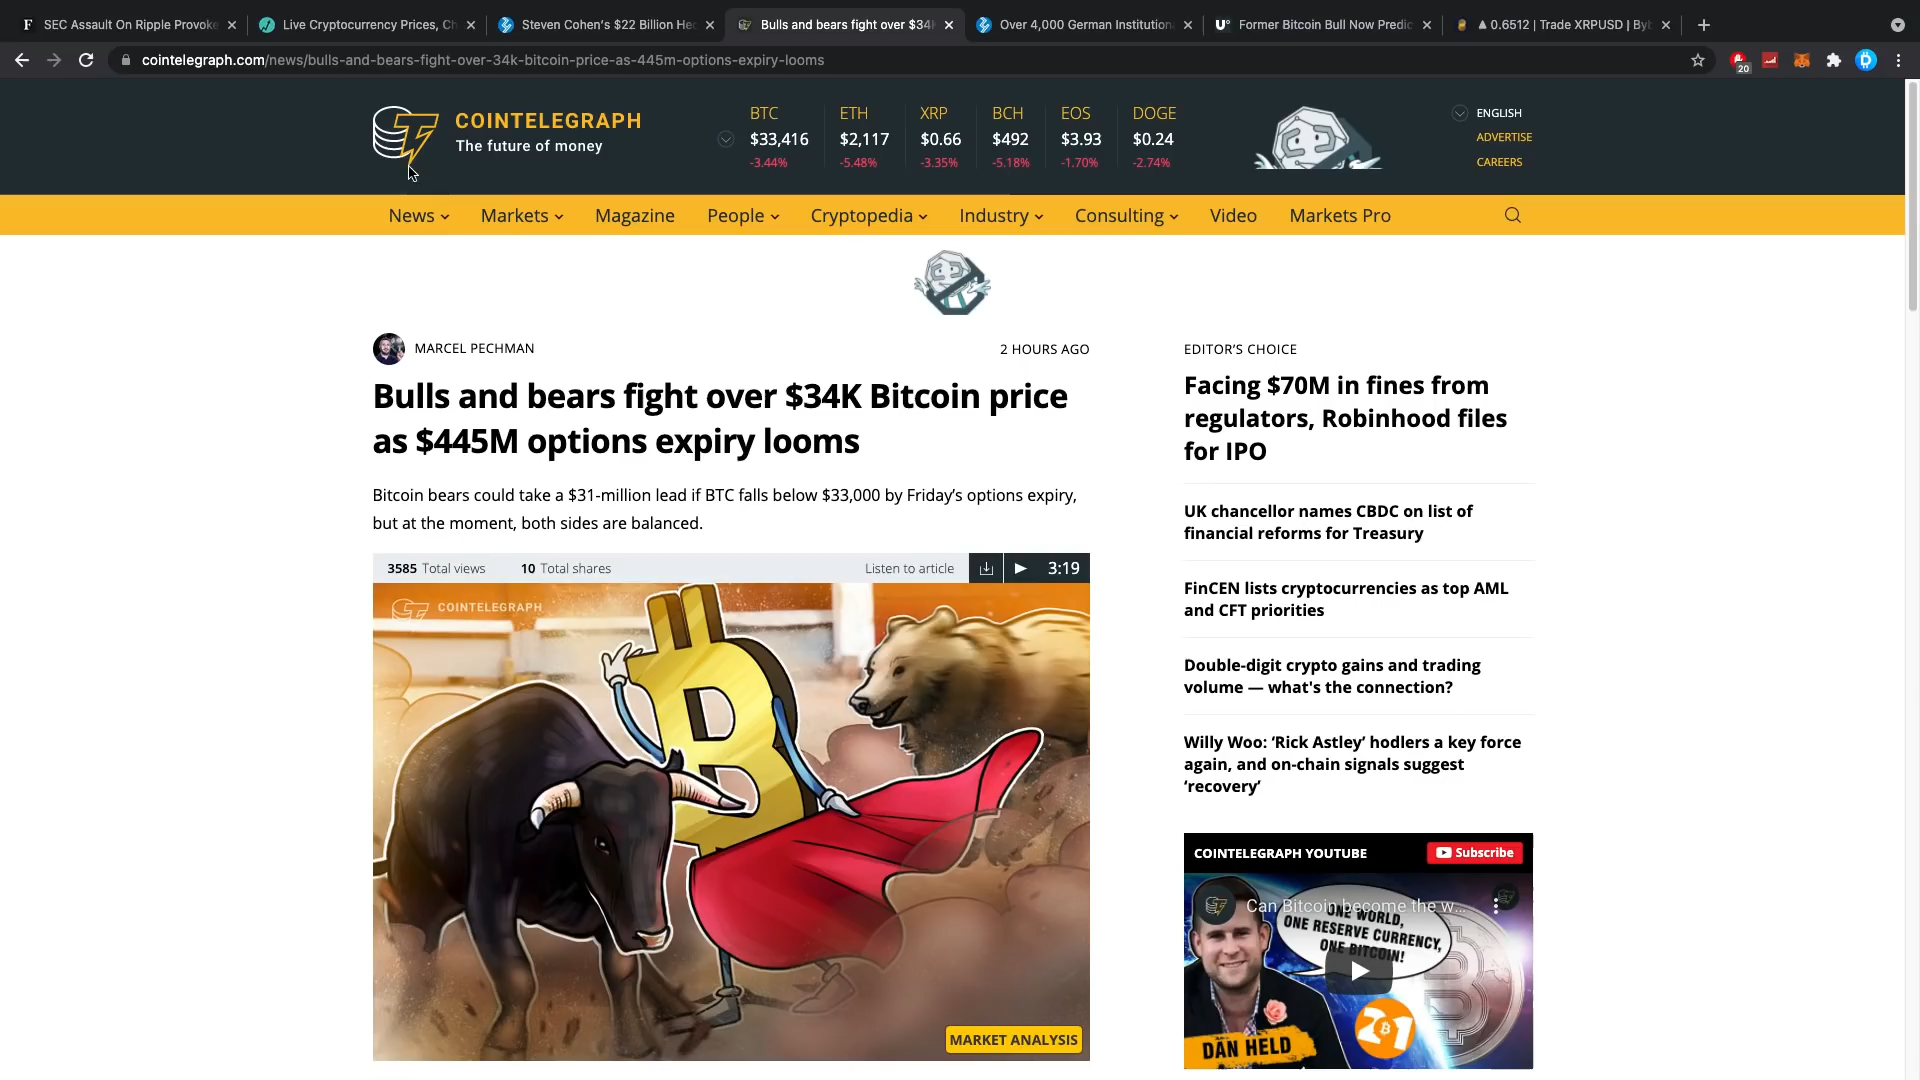 SEC Assault On Ripple Provoke
Live Cryptocurrency Prices, Ch
Steven Cohen's $22 Billion Hed
Bulls and bears fight over $34K
Over 4,000 German Institution
Former Bitcoin Bull Now Predic
▲ 0.6512 | Trade XRPUSD | Byb
cointelegraph.com/news/bulls-and-bears-fight-over-34k-bitcoin-price-as-445m-options-expiry-looms
20
COINTELEGRAPH
The future of money
BTC ETH XRP BCH EOS DOGE
$33,416 $2,117 $0.66 $492 $3.93 $0.24
-3.44% -5.48% -3.35% -5.18% -1.70% -2.74%
ENGLISH
ADVERTISE
CAREERS
News Markets Magazine People Cryptopedia Industry Consulting Video Markets Pro
MARCEL PECHMAN
2 HOURS AGO
Bulls and bears fight over $34K Bitcoin price
as $445M options expiry looms
Bitcoin bears could take a $31-million lead if BTC falls below $33,000 by Friday's options expiry,
but at the moment, both sides are balanced.
3585 Total views 10 Total shares Listen to article 3:19
COINTELEGRAPH
MARKET ANALYSIS
EDITOR'S CHOICE
Facing $70M in fines from
regulators, Robinhood files
for IPO
UK chancellor names CBDC on list of
financial reforms for Treasury
FinCEN lists cryptocurrencies as top AML
and CFT priorities
Double-digit crypto gains and trading
volume — what's the connection?
Willy Woo: ‘Rick Astley’ hodlers a key force
again, and on-chain signals suggest
‘recovery’
COINTELEGRAPH YOUTUBE
Subscribe
Can Bitcoin become the w...
ONE WORLD,
ONE RESERVE CURRENCY,
ONE BITCOIN!
DAN HELD
21